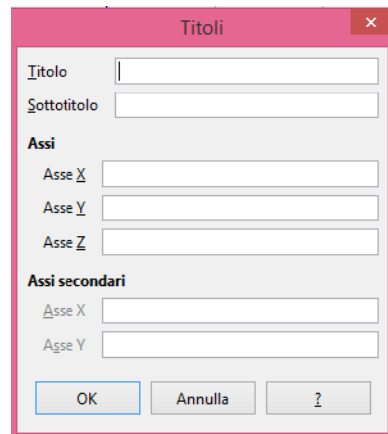 Titoli
Titolo
Sottotitolo
Assi
Asse X
Asse Y
Asse Z
Assi secondari
Asse X
Asse Y
OK Annulla ?